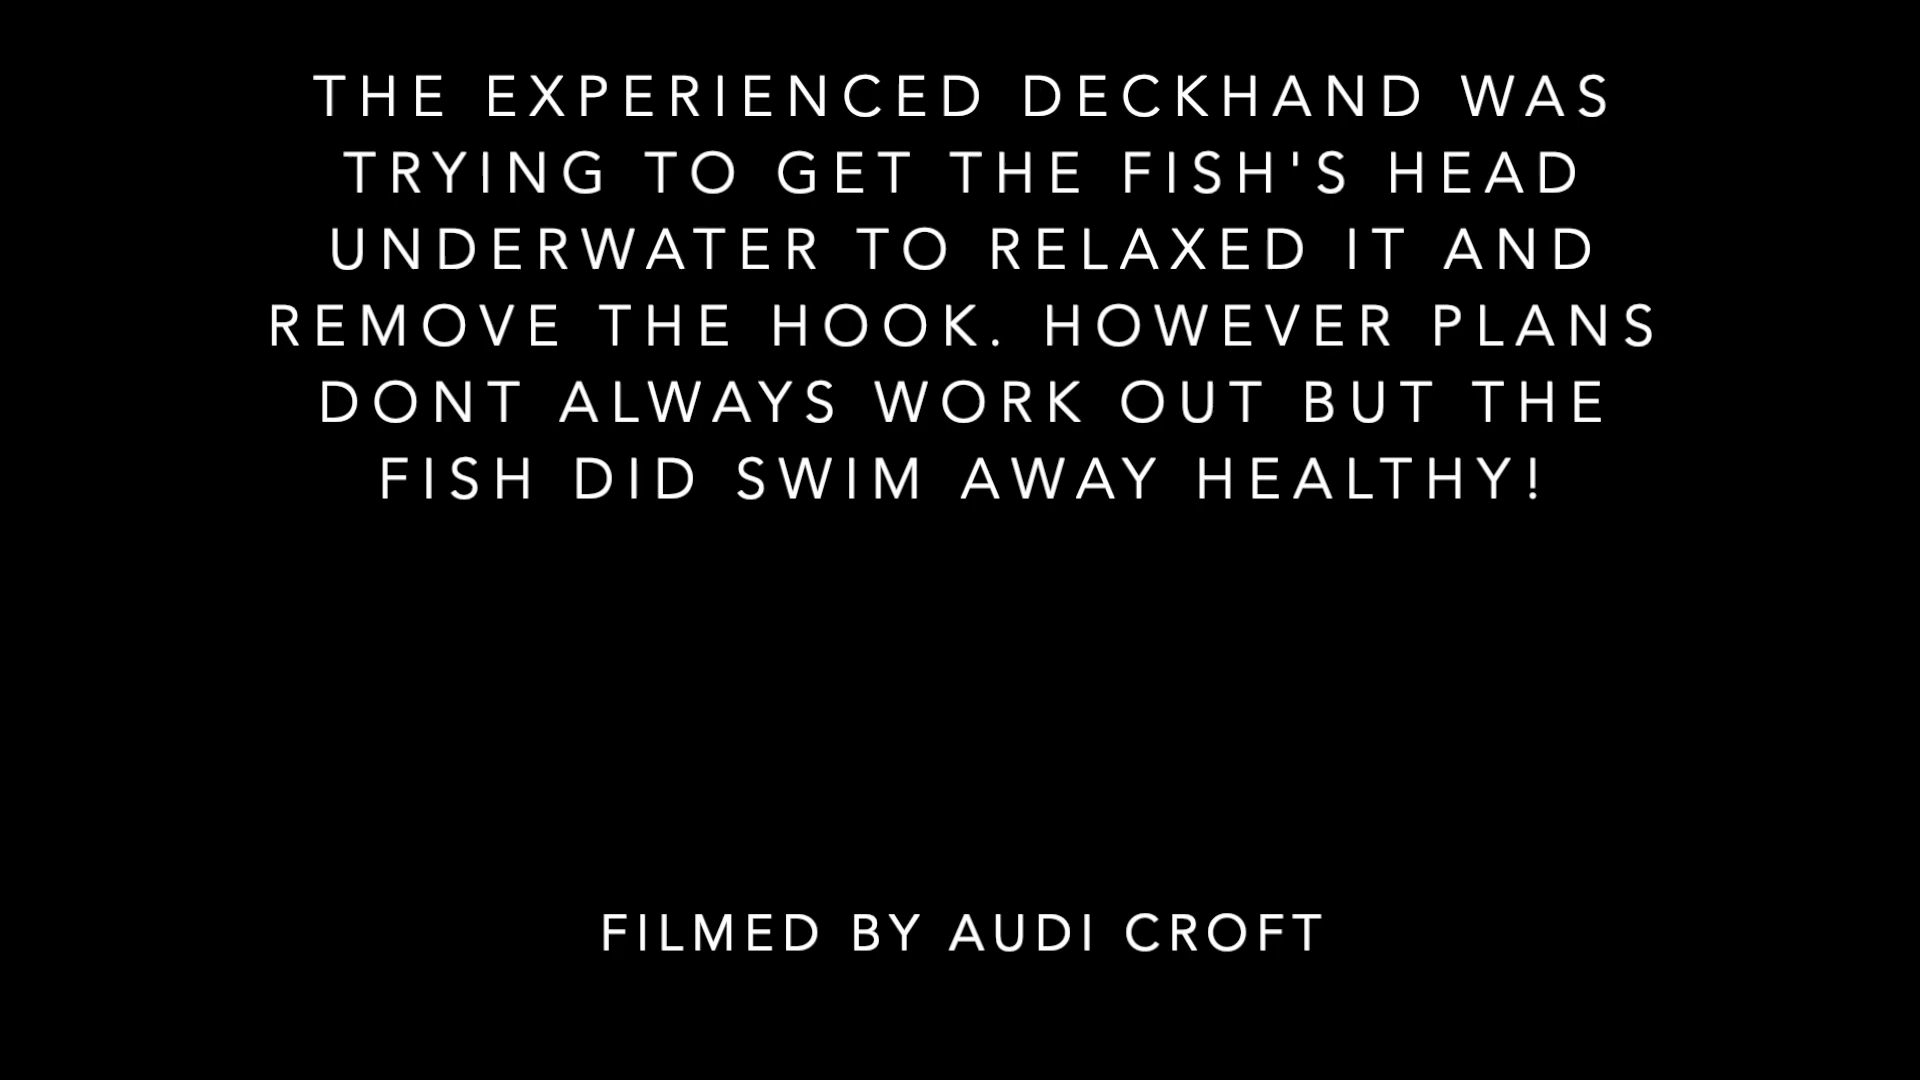 THE EXPERIENCED DECKHAND WAS
TRYING TO GET THE FISH'S HEAD
UNDERWATER TO RELAXED IT AND
REMOVE THE HOOK. HOWEVER PLANS
DONT ALWAYS WORK OUT BUT THE
FISH DID SWIM AWAY HEALTHY!
FILMED BY AUDI CROFT